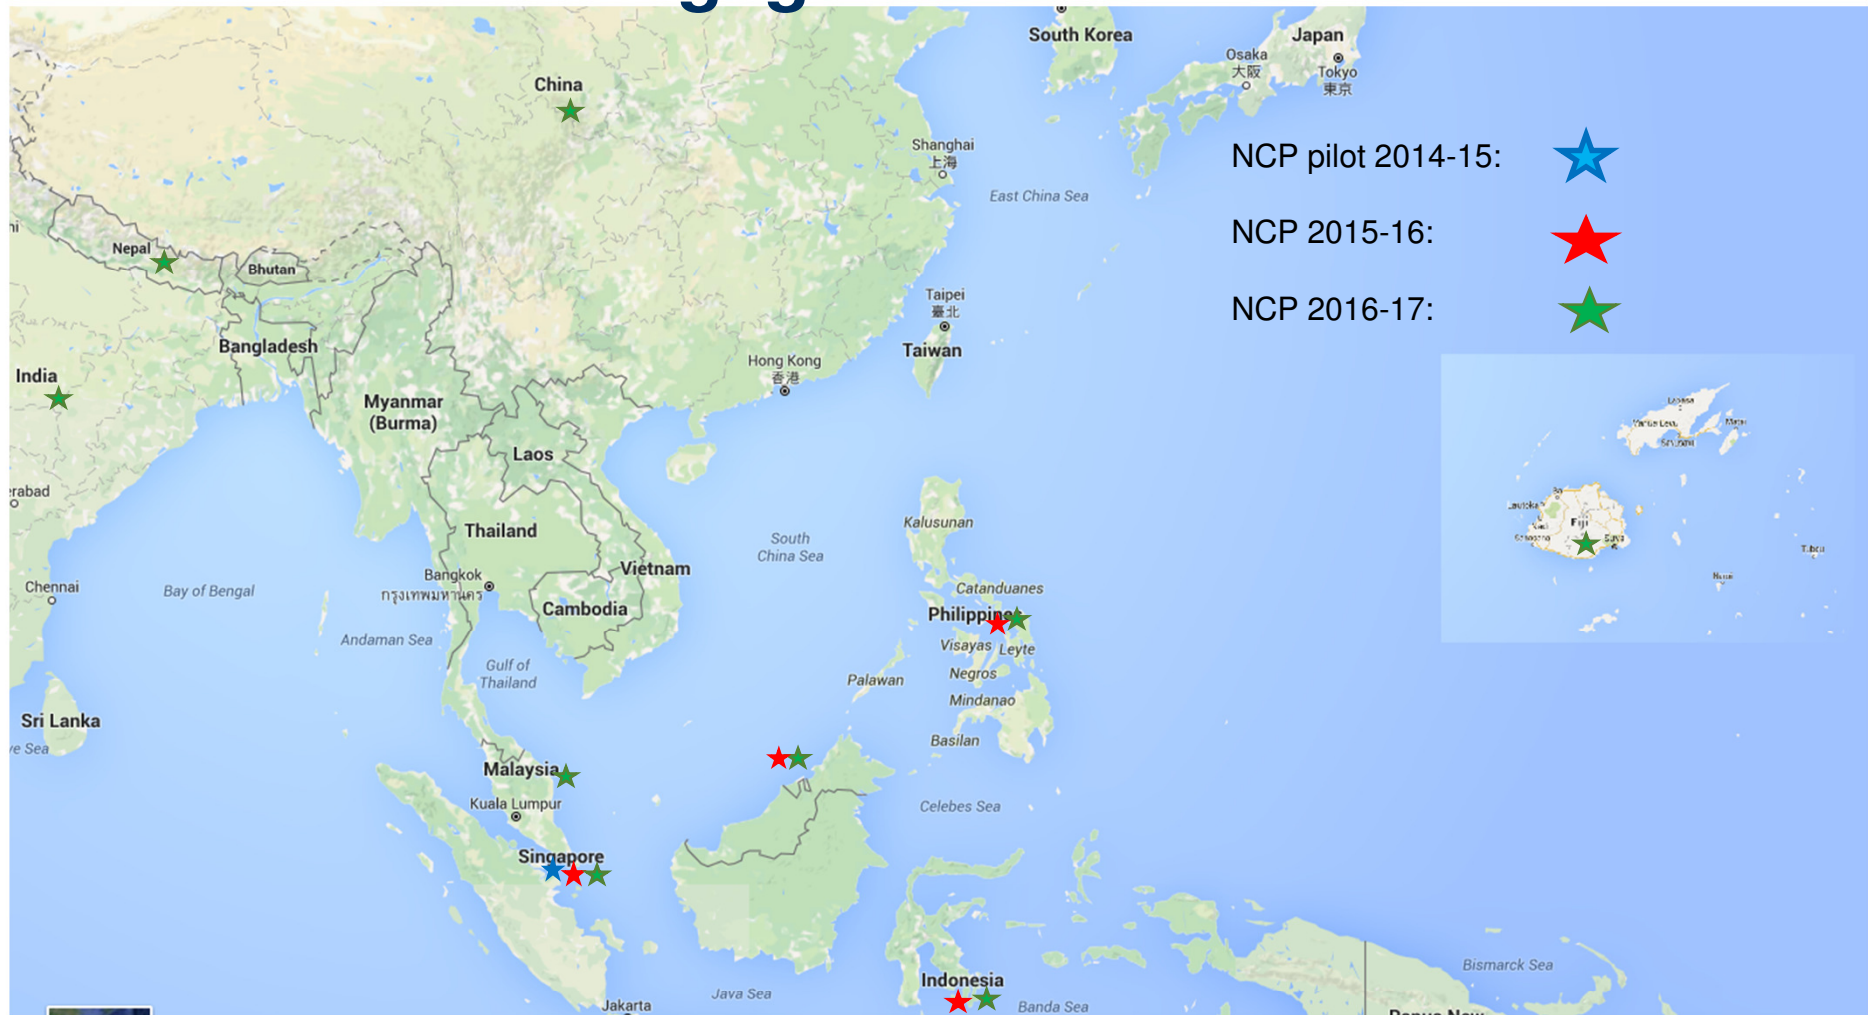 South Korea
Japan
Osaka
大阪
Tokyo
東京
China
Shanghai
上海
NCP pilot 2014-15:
East China Sea
NCP 2015-16:
Nepal
Bhutan
Taipei
臺北
NCP 2016-17:
Bangladesh
Taiwan
Hong Kong
香港
India
Myanmar
(Burma)
Laos
erabad
Kalusunan
Thailand
South
China Sea
Fiji
Suva
Vietnam
Bangkok
กรุงเทพมหานคร
Chennai
Bay of Bengal
Catanduanes
Cambodia
Philippines
Andaman Sea
Visayas
Leyte
Gulf of
Thailand
Negros
Palawan
Mindanao
Sri Lanka
ve Sea
Basilan
Malaysia
Kuala Lumpur
Celebes Sea
Singapore
Indonesia
Bismarck Sea
Java Sea
Jakarta
Banda Sea
Papua New